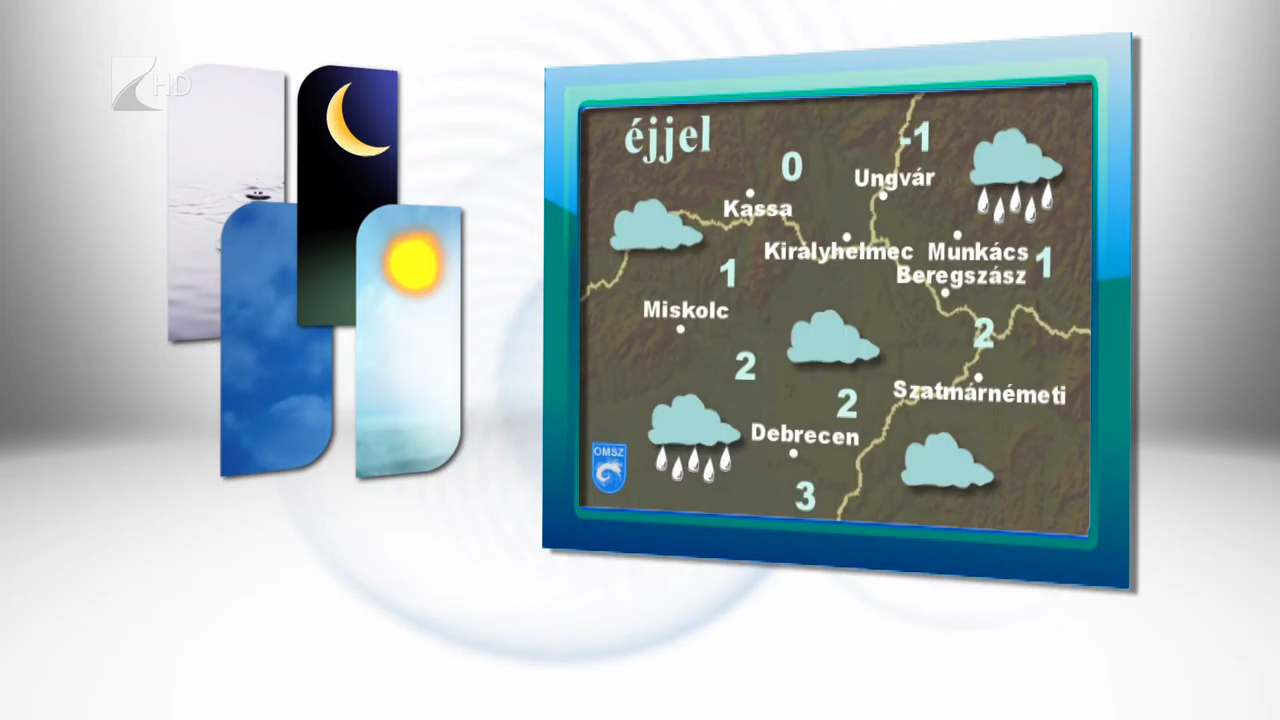 HD
éjjel
-1
0
Ungvár
Kassa
Királyhelmec
Munkács
1
Beregszász
1
Miskolc
2
2
Szatmárnémeti
2
Debrecen
OMSZ
3